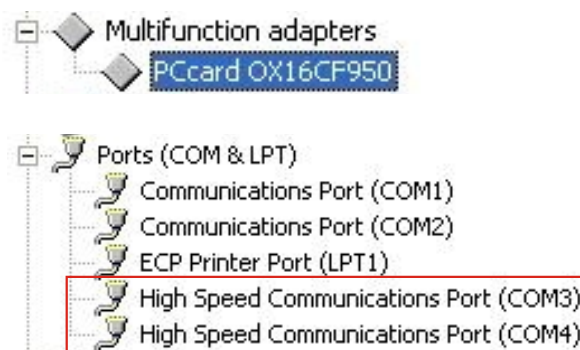 Multifunction adapters
PCcard OX16CF950
Ports (COM & LPT)
Communications Port (COM1)
Communications Port (COM2)
ECP Printer Port (LPT1)
High Speed Communications Port (COM3)
High Speed Communications Port (COM4)